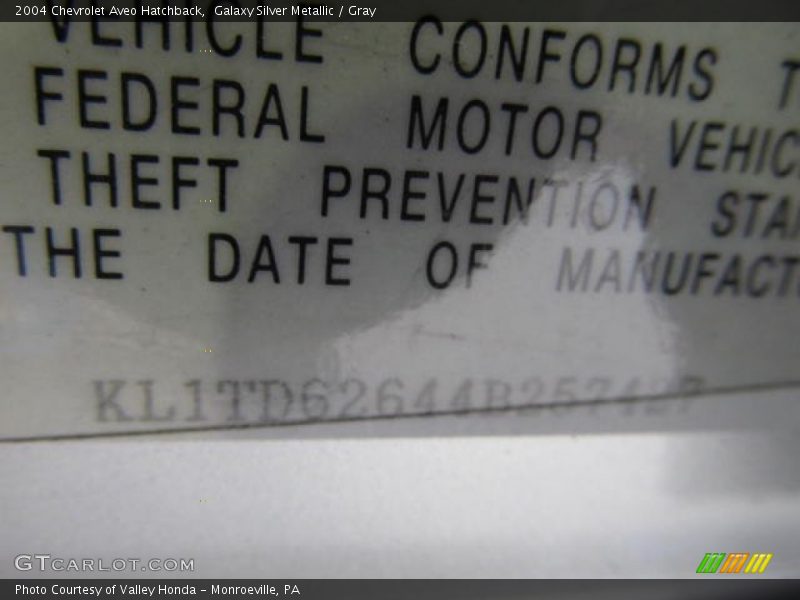 2004 Chevrolet Aveo Hatchback, Galaxy Silver Metallic / Gray
VEHICLE CONFORMS T
FEDERAL MOTOR VEHIC
THEFT PREVENTION STA
THE DATE OF MANUFACT
KL1TD62644B257427
GTCARLOT.COM
Photo Courtesy of Valley Honda - Monroeville, PA